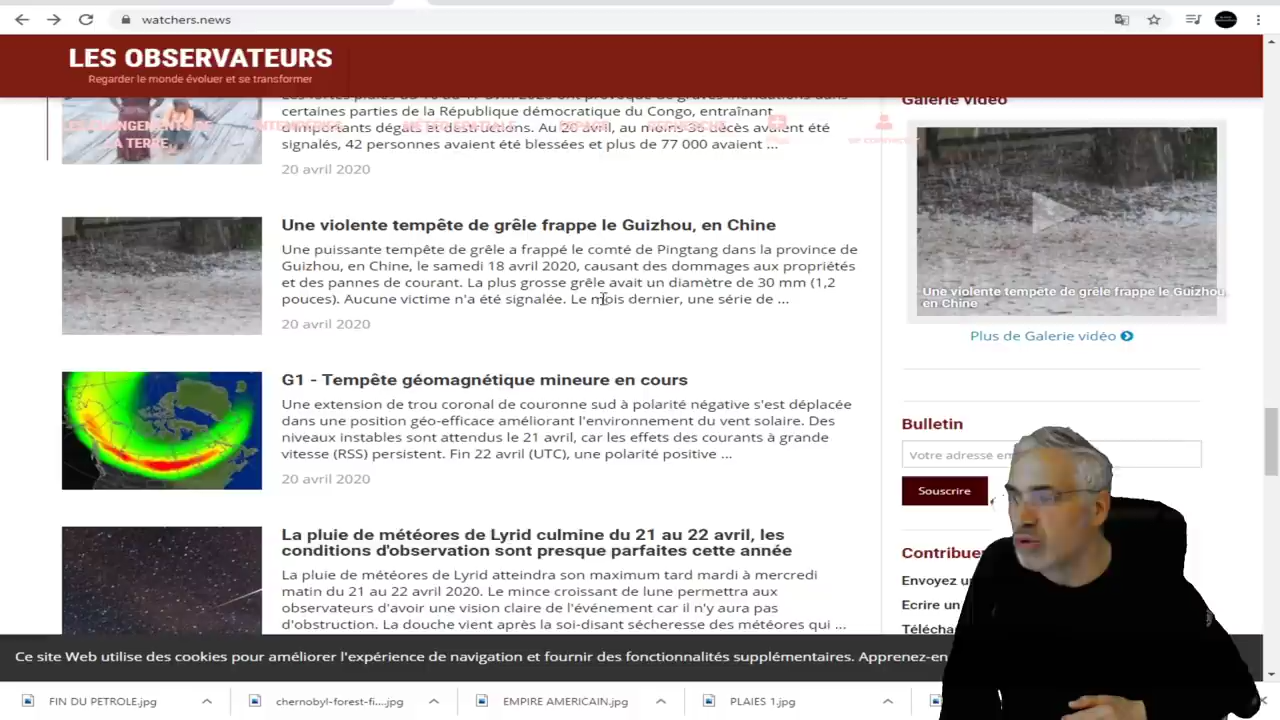 watchers.news
LES OBSERVATEURS
Regarder le monde évoluer et se transformer
certaines parties de la République démocratique du Congo, entraînant
d'importants dégâts et destructions. Au 20 avril, au moins 36 décès avaient été
signalés, 42 personnes avaient été blessées et plus de 77 000 avaient ...
20 avril 2020
Une violente tempête de grêle frappe le Guizhou, en Chine
Une puissante tempête de grêle a frappé le comté de Pingtang dans la province de
Guizhou, en Chine, le samedi 18 avril 2020, causant des dommages aux propriétés
et des pannes de courant. La plus grosse grêle avait un diamètre de 30 mm (1,2
pouces). Aucune victime n'a été signalée. Le mois dernier, une série de ...
20 avril 2020
G1 - Tempête géomagnétique mineure en cours
Une extension de trou coronal de couronne sud à polarité négative s'est déplacée
dans une position géo-efficace améliorant l'environnement du vent solaire. Des
niveaux instables sont attendus le 21 avril, car les effets des courants à grande
vitesse (RSS) persistent. Fin 22 avril (UTC), une polarité positive ...
20 avril 2020
La pluie de météores de Lyrid culmine du 21 au 22 avril, les
conditions d'observation sont presque parfaites cette année
La pluie de météores de Lyrid atteindra son maximum tard mardi à mercredi
matin du 21 au 22 avril 2020. Le mince croissant de lune permettra aux
observateurs d'avoir une vision claire de l'événement car il n'y aura pas
d'obstruction. La douche vient après la soi-disant sécheresse des météores qui ...
Galerie vidéo
Une violente tempête de grêle frappe le Guizhou,
en Chine
Plus de Galerie vidéo
Bulletin
Votre adresse
Souscrire
Envoyez
Ecrire un
Ce site Web utilise des cookies pour améliorer l'expérience de navigation et fournir des fonctionnalités supplémentaires. Apprenez-en
FIN DU PETROLE.jpg
chernobyl-forest-fi....jpg
EMPIRE AMERICAIN.jpg
PLAIES 1.jpg